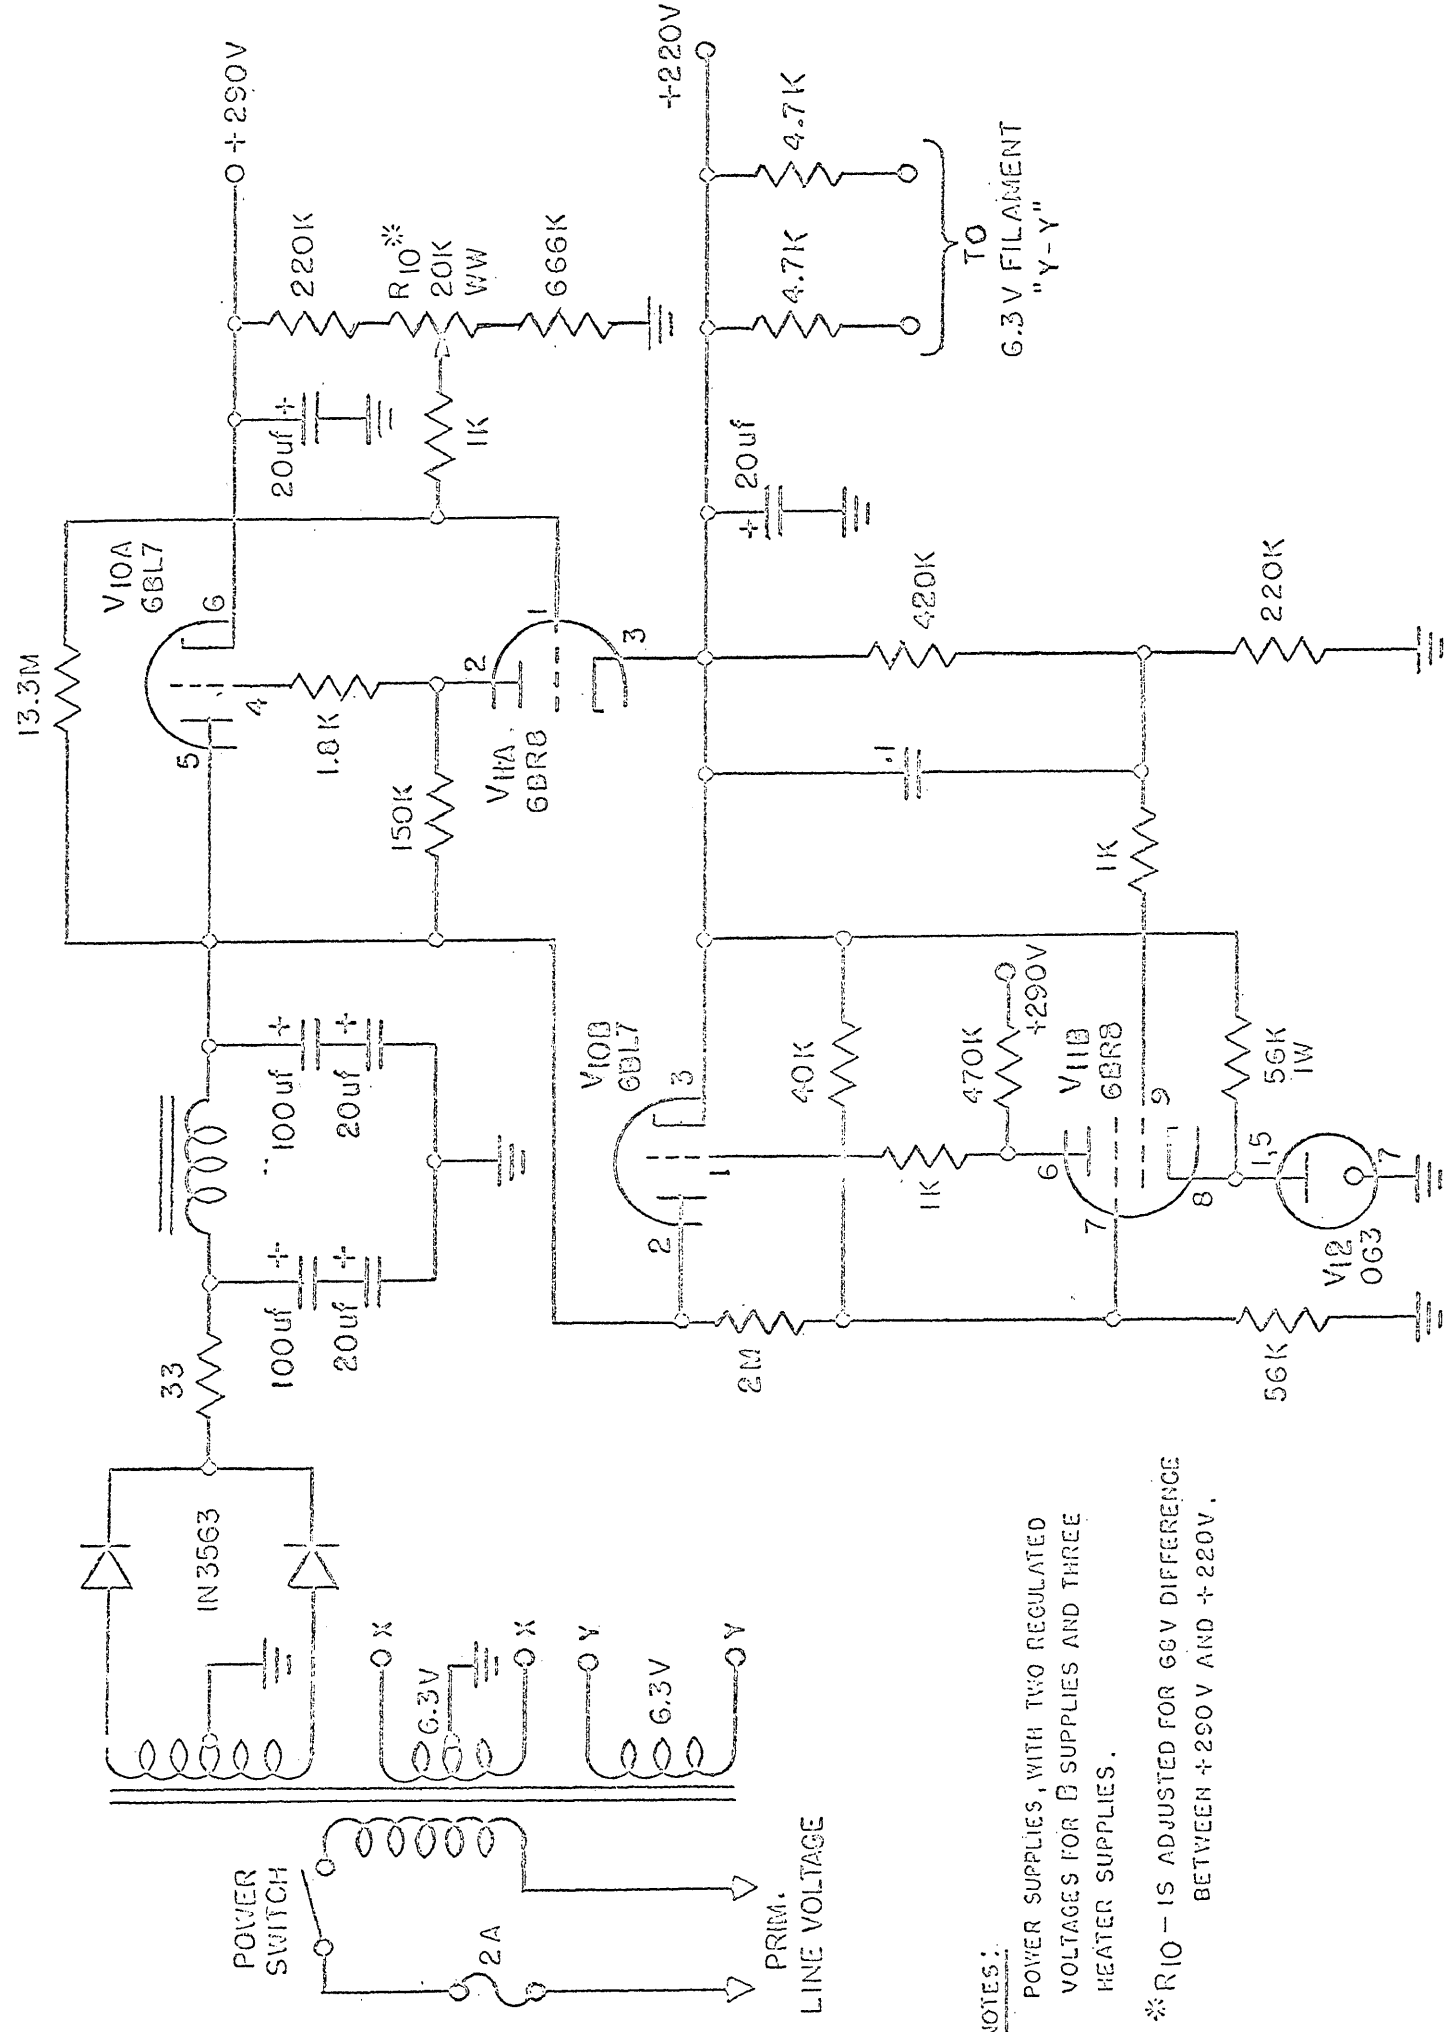 POWER
SWITCH
2A
PRIM.
LINE VOLTAGE
6.3V
X
X
6.3V
Y
Y
1N3563
33
100uf +
20uf +
100uf +
20uf +
13.3M
V10A
6BL7
5
4
6
1.8K
150K
2
1
3
V11A
6BR8
20uf +
+290V
220K
R10*
20K
WW
666K
1K
+220V
4.7K
4.7K
TO
6.3V FILAMENT
"Y-Y"
+ 20uf
420K
220K
.1
1K
V10B
6BL7
2
1
3
40K
470K
+290V
1K
V11B
6BR8
6
7
9
8
56K
1W
1,5
7
V12
OG3
2M
56K
NOTES:
POWER SUPPLIES, WITH TWO REGULATED
VOLTAGES FOR B SUPPLIES AND THREE
HEATER SUPPLIES.
*R10 - IS ADJUSTED FOR 66V DIFFERENCE
BETWEEN +290V AND +220V.